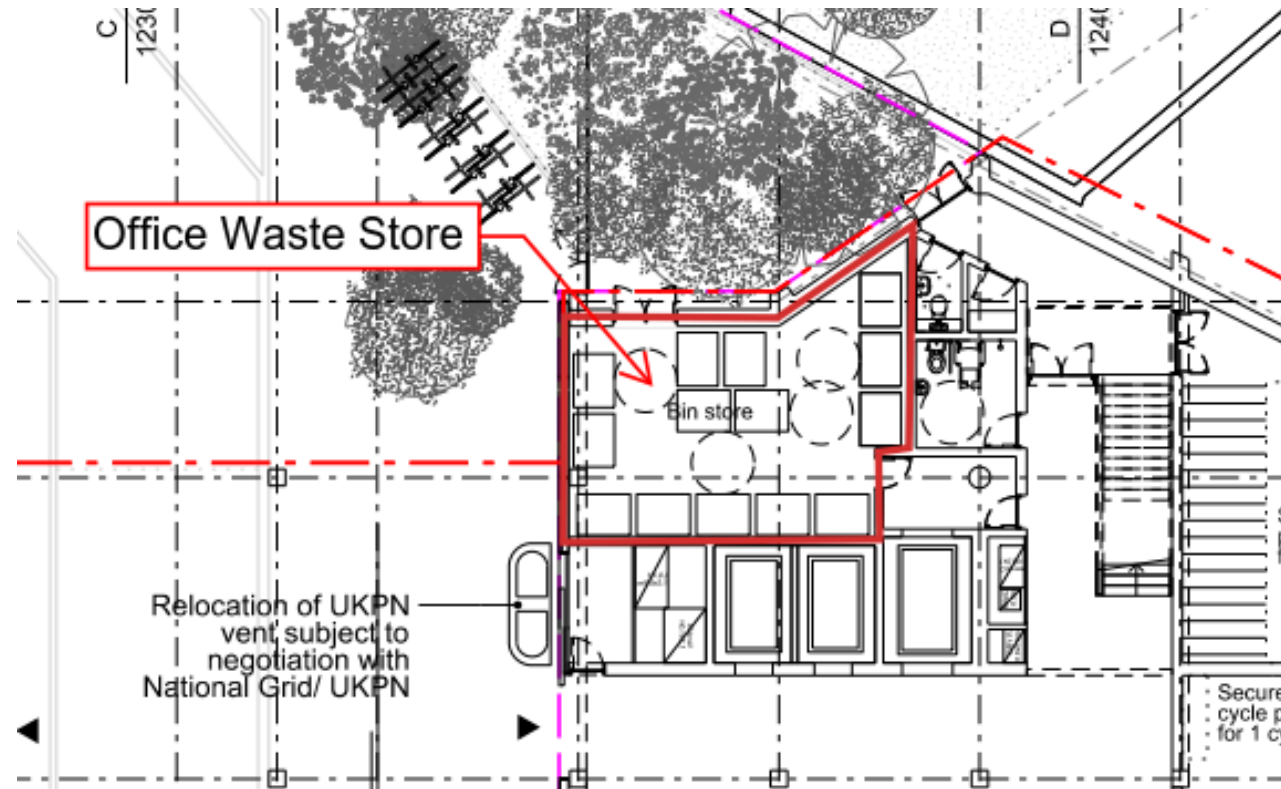 C
1230
D
1240
Office Waste Store
Bin store
Relocation of UKPN
vent subject to
negotiation with
National Grid/ UKPN
Secure
cycle p
for 1 cy